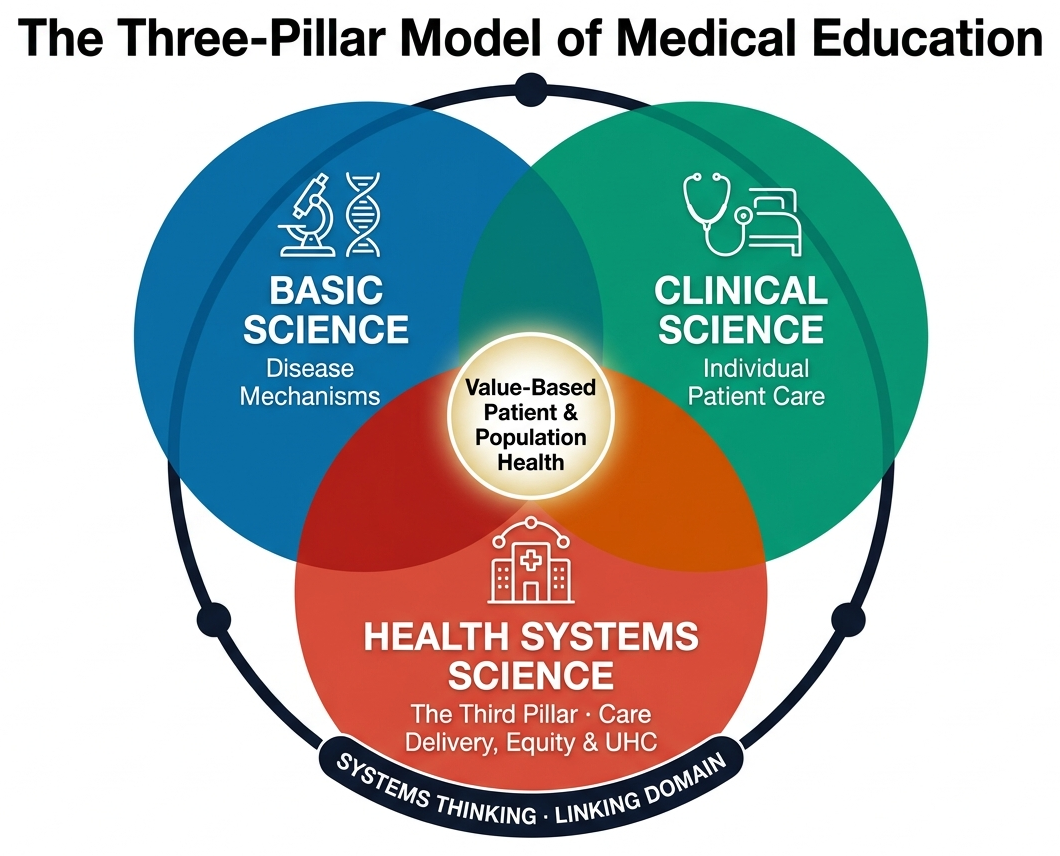 The Three-Pillar Model of Medical Education
BASIC
SCIENCE
Disease
Mechanisms
CLINICAL
SCIENCE
Individual
Patient Care
Value-Based
Patient &
Population
Health
HEALTH SYSTEMS
SCIENCE
The Third Pillar · Care
Delivery, Equity & UHC
SYSTEMS THINKING · LINKING DOMAIN